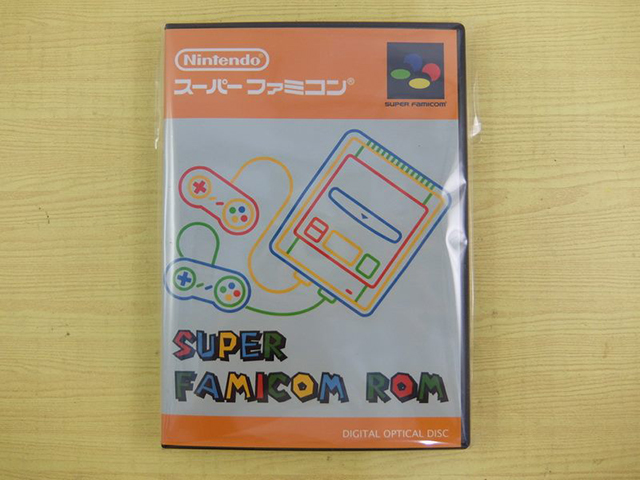 Nintendo
スーパーファミコン®
SUPER FAMICOM
SUPER
FAMICOM ROM
DIGITAL OPTICAL DISC